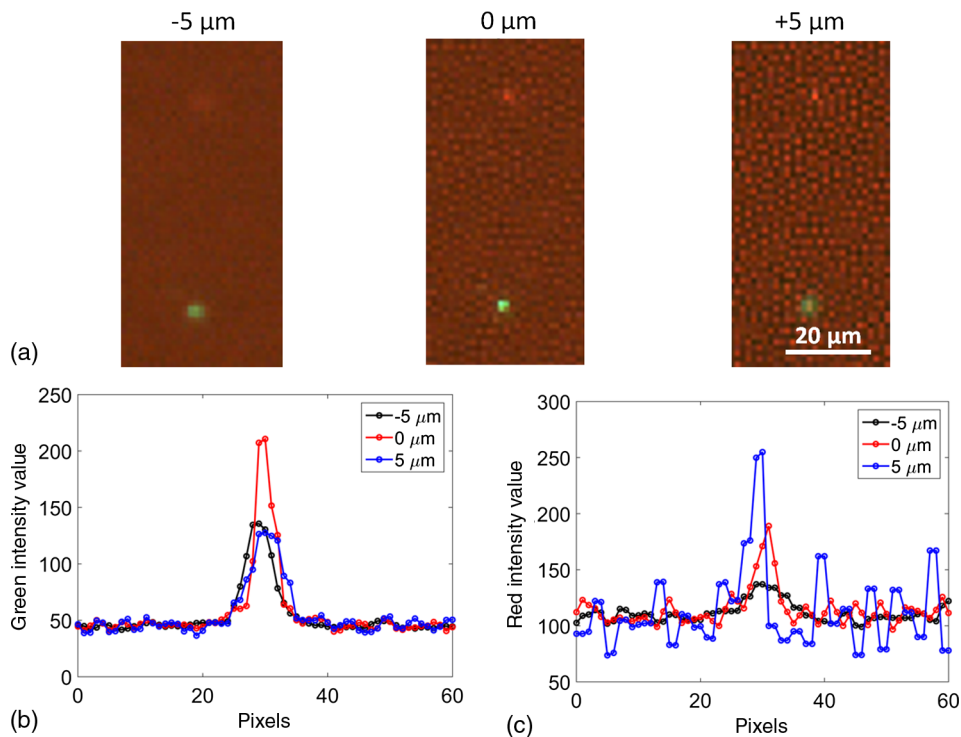 -5 µm
0 µm
+5 µm
20 µm
(a)
250
200
150
100
50
0
0
20
40
60
Green intensity value
Pixels
-5 µm
0 µm
5 µm
(b)
300
250
200
150
100
50
0
20
40
60
Red intensity value
Pixels
-5 µm
0 µm
5 µm
(c)